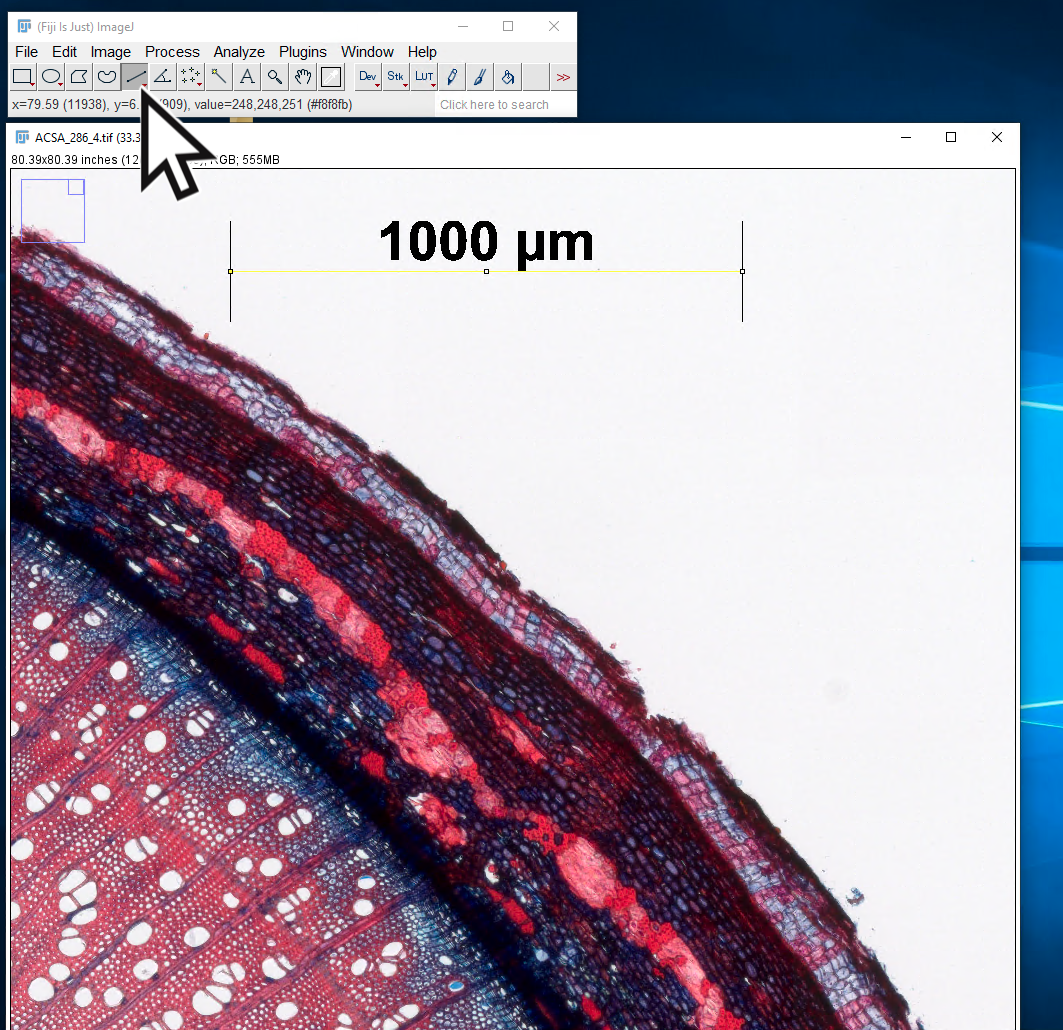 (Fiji Is Just) ImageJ
File Edit Image Process Analyze Plugins Window Help
Dev Stk LUT >>
x=79.59 (11938), y=6. 909), value=248,248,251 (#f8f8fb) Click here to search
ACSA_286_4.tif (33.3
80.39x80.39 inches (12 RGB; 555MB
1000 µm